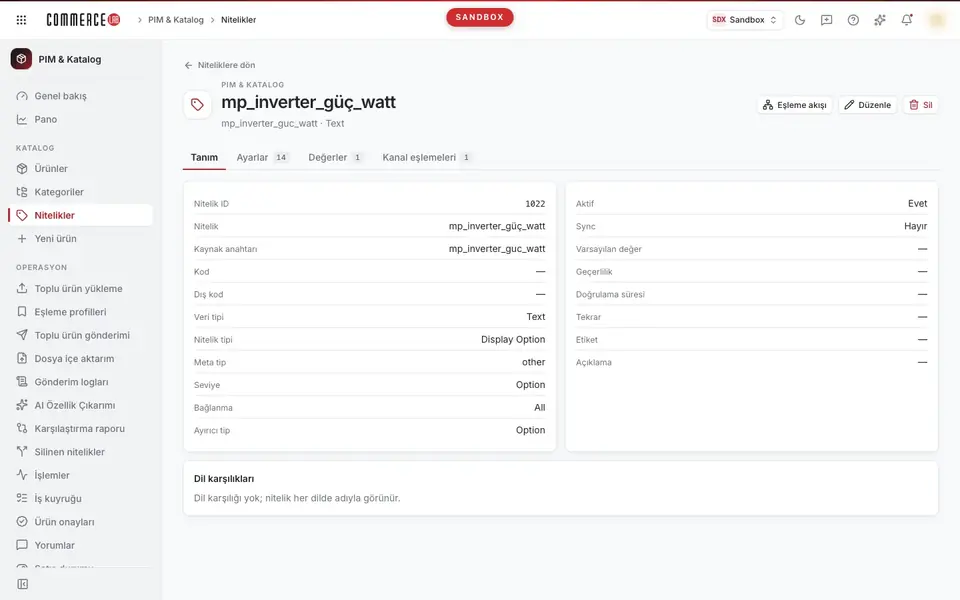 COMMERCE LAB
PIM & Katalog
Nitelikler
SANDBOX
SDX Sandbox
PIM & Katalog
Genel bakış
Pano
KATALOG
Ürünler
Kategoriler
Nitelikler
Yeni ürün
OPERASYON
Toplu ürün yükleme
Eşleme profilleri
Toplu ürün gönderimi
Dosya içe aktarım
Gönderim logları
AI Özellik Çıkarımı
Karşılaştırma raporu
Silinen nitelikler
İşlemler
İş kuyruğu
Ürün onayları
Yorumlar
Niteliklere dön
PIM & KATALOG
mp_inverter_güç_watt
mp_inverter_guc_watt · Text
Eşleme akışı
Düzenle
Sil
Tanım
Ayarlar 14
Değerler 1
Kanal eşlemeleri 1
Nitelik ID 1022
Nitelik mp_inverter_güç_watt
Kaynak anahtarı mp_inverter_guc_watt
Kod —
Dış kod —
Veri tipi Text
Nitelik tipi Display Option
Meta tip other
Seviye Option
Bağlanma All
Ayırıcı tip Option
Aktif Evet
Sync Hayır
Varsayılan değer —
Geçerlilik —
Doğrulama süresi —
Tekrar —
Etiket —
Açıklama —
Dil karşılıkları
Dil karşılığı yok; nitelik her dilde adıyla görünür.